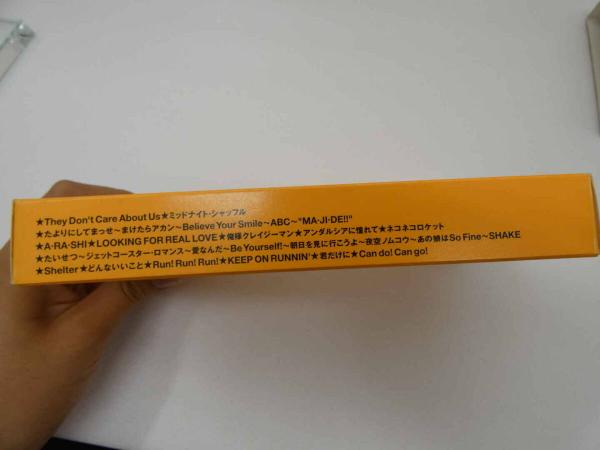 ★They Don't Care About Us★ミッドナイト・シャッフル
★たよりにしてまっせ~まけたらアカン~Believe Your Smile~ABC~"MA・JI・DE!!"
★A・RA・SHI★LOOKING FOR REAL LOVE★俺様クレイジーマン★アンダルシアに憧れて★ネコネコロケット
★たいせつ~ジェットコースター・ロマンス~愛なんだ~Be Yourself!~朝日を見に行こうよ~夜空ノムコウ~あの娘はSo Fine~SHAKE
★Shelter★どんないいこと★Run! Run! Run!★KEEP ON RUNNIN'★君だけに★Can do! Can go!